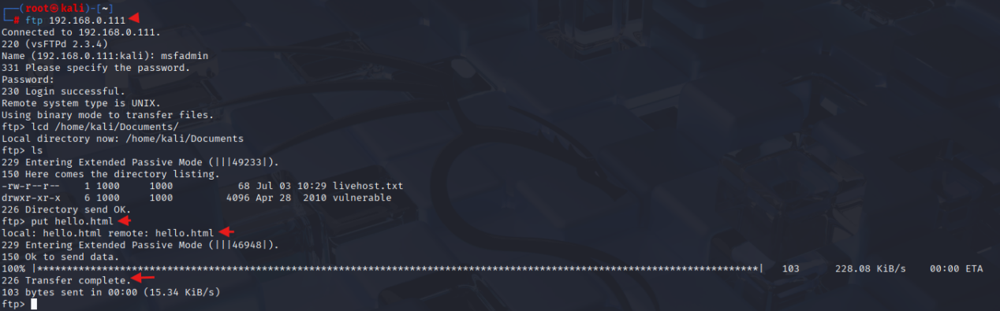 ┌──(root㉿kali)-[~]
└─# ftp 192.168.0.111
Connected to 192.168.0.111.
220 (vsFTPd 2.3.4)
Name (192.168.0.111:kali): msfadmin
331 Please specify the password.
Password:
230 Login successful.
Remote system type is UNIX.
Using binary mode to transfer files.
ftp> lcd /home/kali/Documents/
Local directory now: /home/kali/Documents
ftp> ls
229 Entering Extended Passive Mode (|||49233|).
150 Here comes the directory listing.
-rw-r--r--    1 1000     1000           68 Jul 03 10:29 livehost.txt
drwxr-xr-x    6 1000     1000         4096 Apr 28  2010 vulnerable
226 Directory send OK.
ftp> put hello.html
local: hello.html remote: hello.html
229 Entering Extended Passive Mode (|||46948|).
150 Ok to send data.
100% |*************************************************************************************************************************|   103      228.08 KiB/s    00:00 ETA
226 Transfer complete.
103 bytes sent in 00:00 (15.34 KiB/s)
ftp>